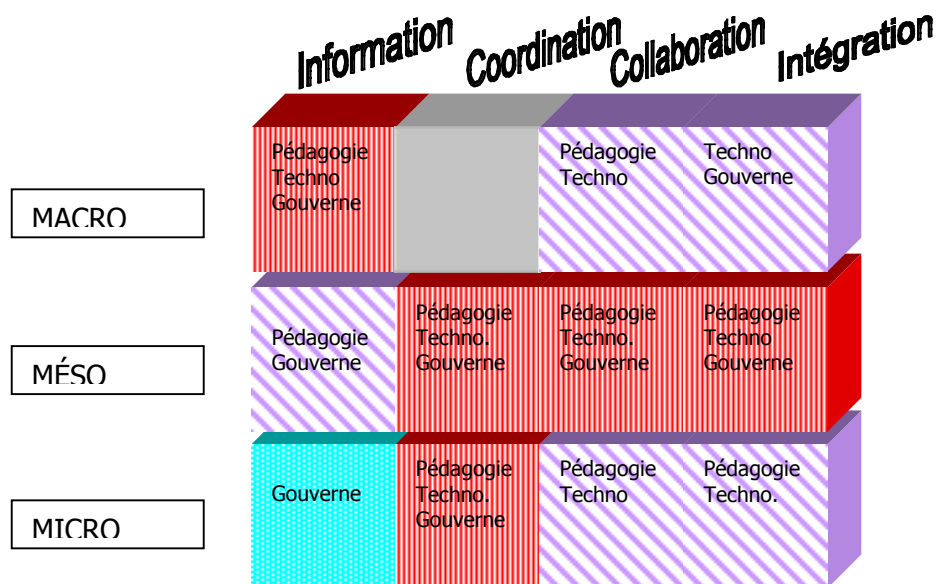 Information
Coordination
Collaboration
Intégration
MACRO
Pédagogie
Techno
Gouverne
Pédagogie
Techno
Techno
Gouverne
MÉSO
Pédagogie
Gouverne
Pédagogie
Techno.
Gouverne
Pédagogie
Techno.
Gouverne
Pédagogie
Techno
Gouverne
MICRO
Gouverne
Pédagogie
Techno.
Gouverne
Pédagogie
Techno
Pédagogie
Techno.